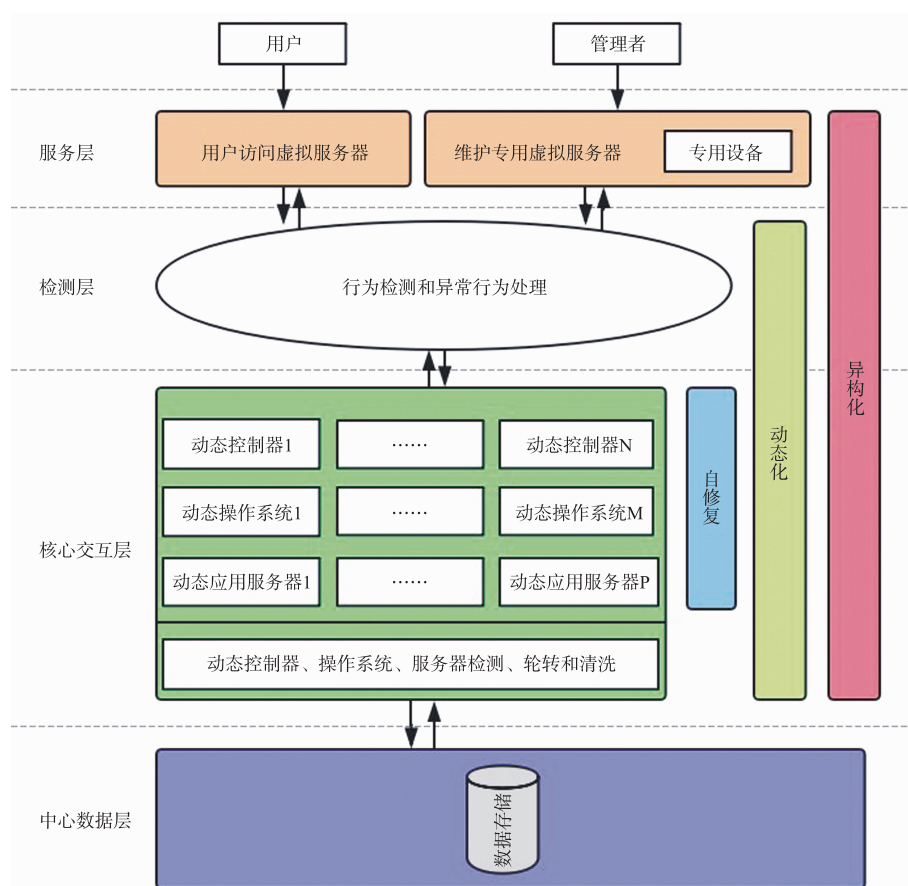 用户
管理者
服务层
用户访问虚拟服务器
维护专用虚拟服务器
专用设备
检测层
行为检测和异常行为处理
异构化
动态化
自修复
核心交互层
动态控制器1
……
动态控制器N
动态操作系统1
……
动态操作系统M
动态应用服务器1
……
动态应用服务器P
动态控制器、操作系统、服务器检测、轮转和清洗
中心数据层
数据存储